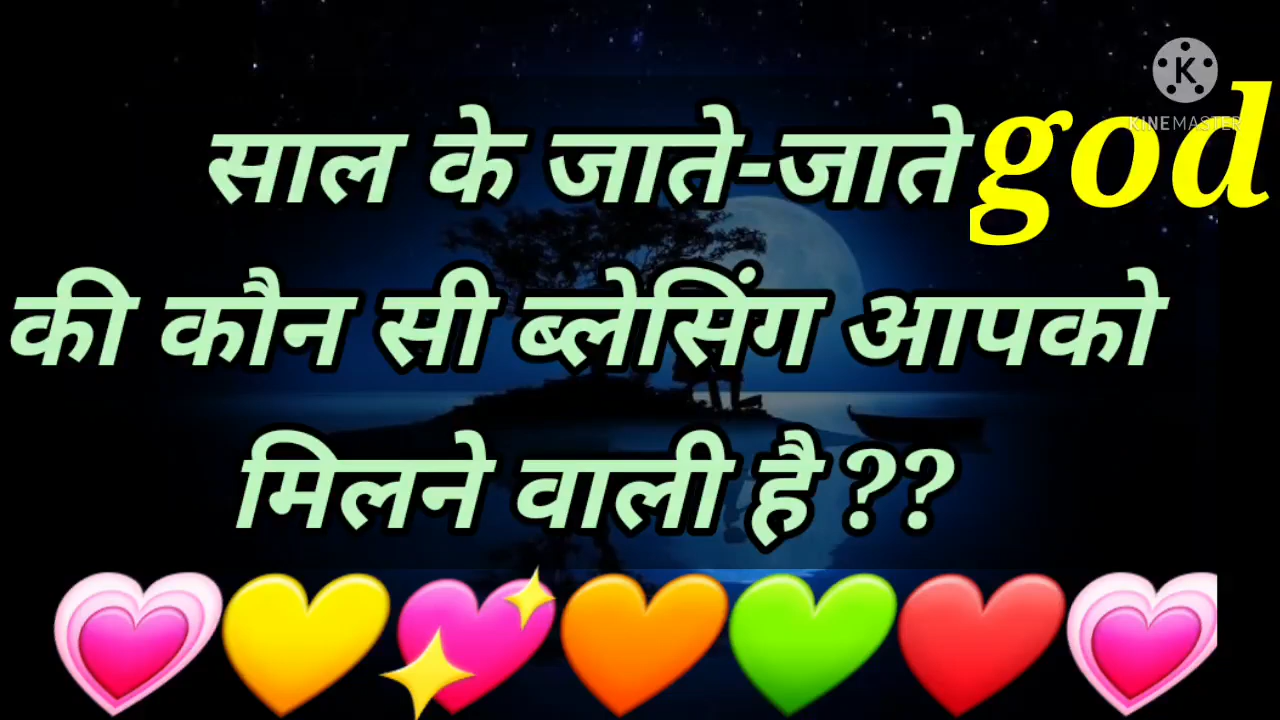 साल के जाते-जाते god
की कौन सी ब्लेसिंग आपको
मिलने वाली है ??
K
KINEMASTER